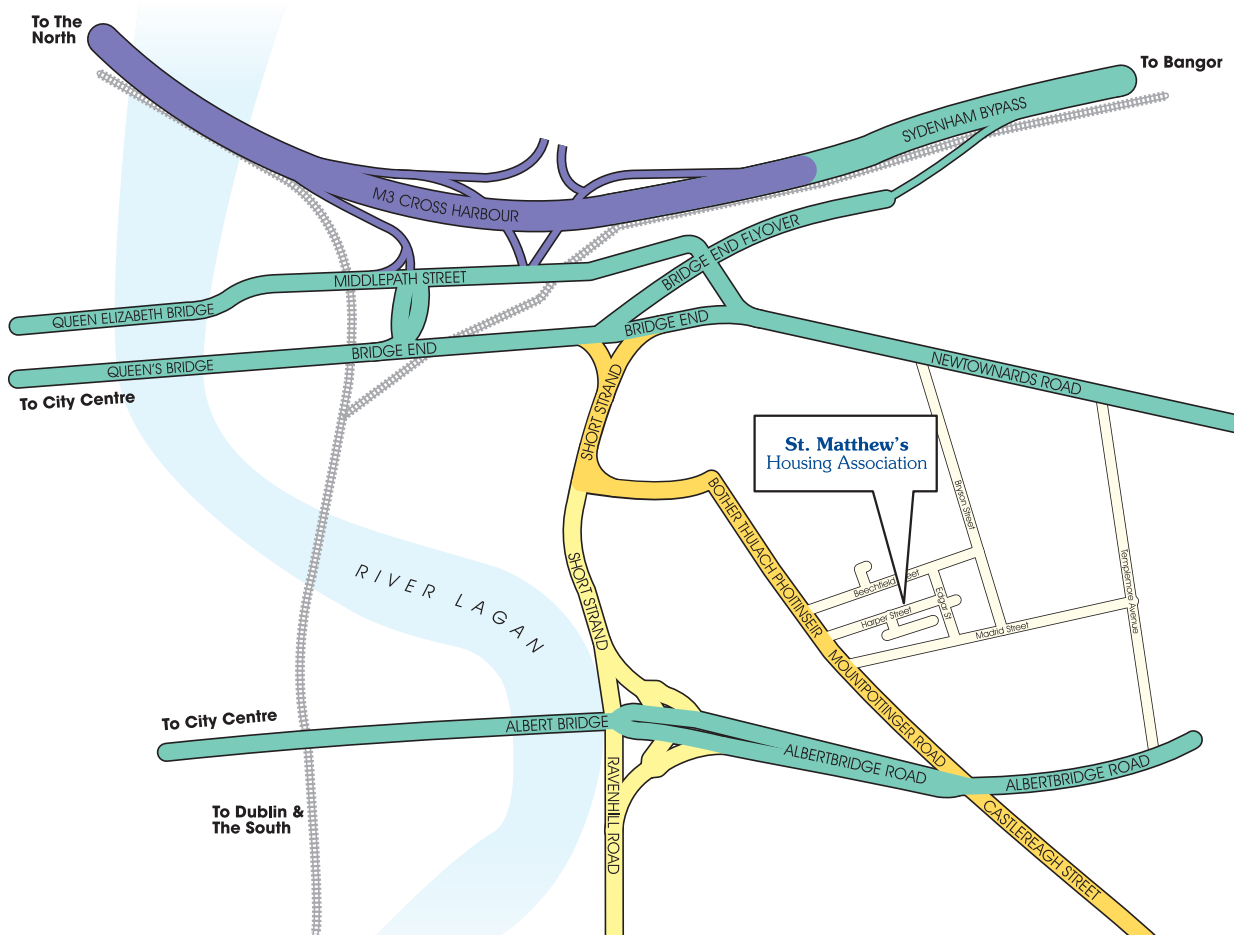 To The
North
To Bangor
SYDENHAM BYPASS
M3 CROSS HARBOUR
BRIDGE END FLYOVER
MIDDLEPATH STREET
QUEEN ELIZABETH BRIDGE
BRIDGE END
BRIDGE END
QUEEN'S BRIDGE
To City Centre
NEWTOWNARDS ROAD
SHORT STRAND
St. Matthew's
Housing Association
BOTHER THULACH PHOITINSEIR
Bryson Street
Templemore Avenue
RIVER LAGAN
SHORT STRAND
Beechfield Street
Harper Street
Edgar St
Madrid Street
MOUNTPOTTINGER ROAD
To City Centre
ALBERT BRIDGE
ALBERTBRIDGE ROAD
ALBERTBRIDGE ROAD
RAVENHILL ROAD
CASTLEREAGH STREET
To Dublin &
The South